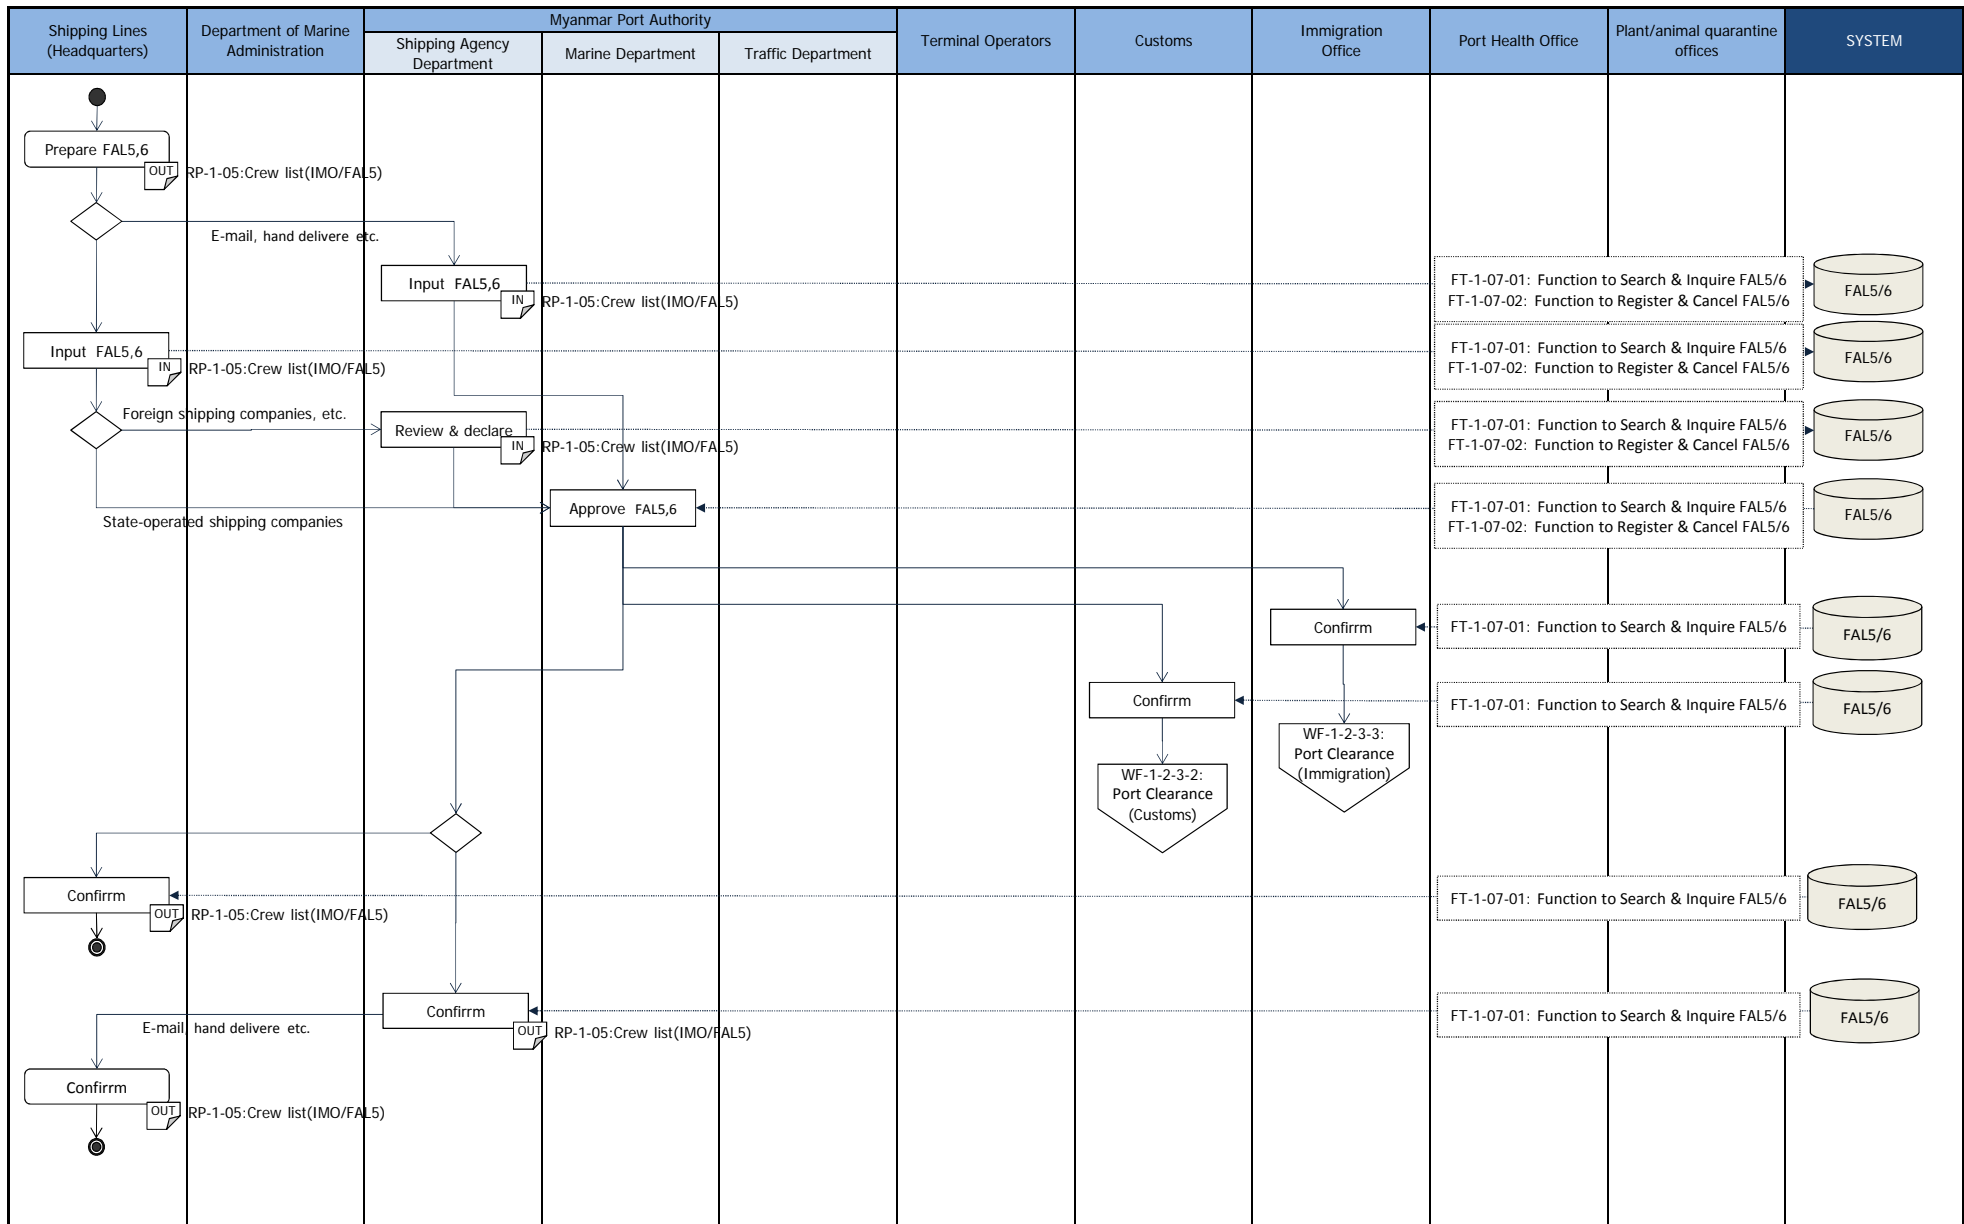 Shipping Lines
(Headquarters)
Department of Marine
Administration
Myanmar Port Authority
Shipping Agency
Department
Marine Department
Traffic Department
Terminal Operators
Customs
Immigration
Office
Port Health Office
Plant/animal quarantine
offices
SYSTEM
Prepare FAL5,6
OUT
RP-1-05:Crew list(IMO/FAL5)
E-mail, hand delivere etc.
Input FAL5,6
IN
RP-1-05:Crew list(IMO/FAL5)
FT-1-07-01: Function to Search & Inquire FAL5/6
FT-1-07-02: Function to Register & Cancel FAL5/6
FAL5/6
Input FAL5,6
IN
RP-1-05:Crew list(IMO/FAL5)
FT-1-07-01: Function to Search & Inquire FAL5/6
FT-1-07-02: Function to Register & Cancel FAL5/6
FAL5/6
Foreign shipping companies, etc.
Review & declare
IN
RP-1-05:Crew list(IMO/FAL5)
FT-1-07-01: Function to Search & Inquire FAL5/6
FT-1-07-02: Function to Register & Cancel FAL5/6
FAL5/6
State-operated shipping companies
Approve FAL5,6
FT-1-07-01: Function to Search & Inquire FAL5/6
FT-1-07-02: Function to Register & Cancel FAL5/6
FAL5/6
Confirrm
FT-1-07-01: Function to Search & Inquire FAL5/6
FAL5/6
Confirrm
FT-1-07-01: Function to Search & Inquire FAL5/6
FAL5/6
WF-1-2-3-3:
Port Clearance
(Immigration)
WF-1-2-3-2:
Port Clearance
(Customs)
Confirrm
OUT
RP-1-05:Crew list(IMO/FAL5)
FT-1-07-01: Function to Search & Inquire FAL5/6
FAL5/6
Confirrm
OUT
RP-1-05:Crew list(IMO/FAL5)
FT-1-07-01: Function to Search & Inquire FAL5/6
FAL5/6
E-mail, hand delivere etc.
Confirrm
OUT
RP-1-05:Crew list(IMO/FAL5)